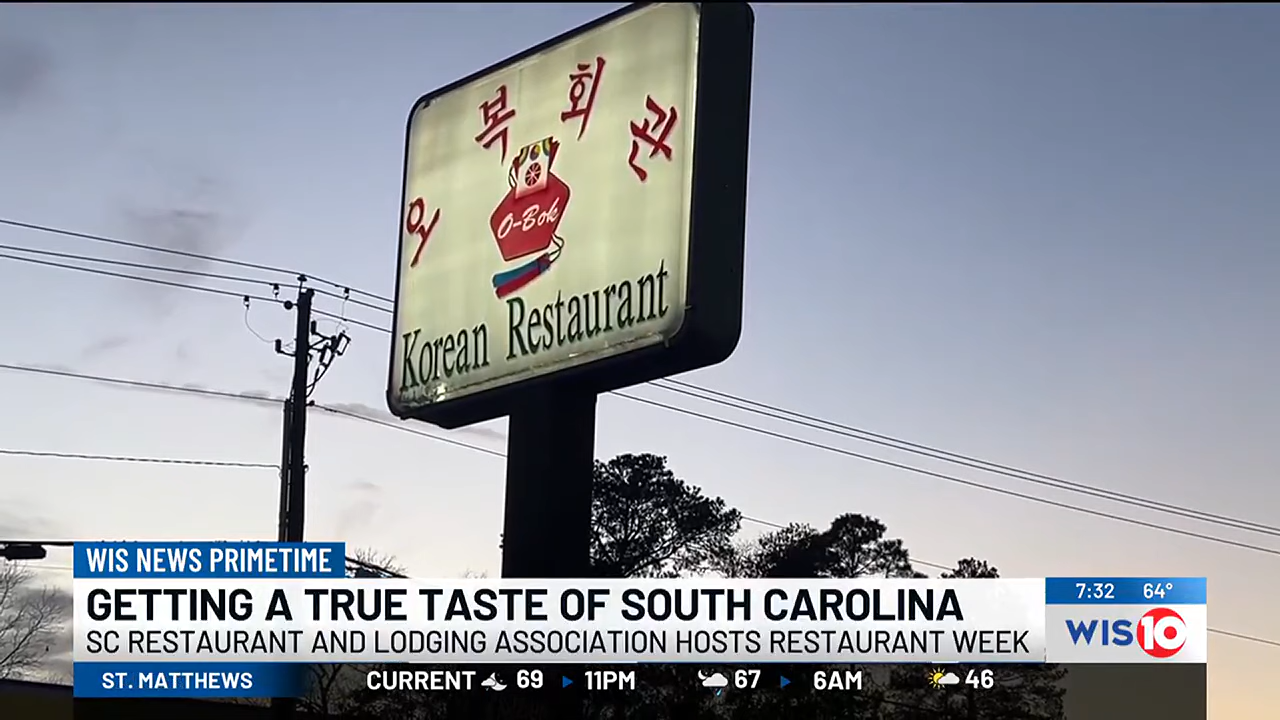 오 복 회 관
O-Bok
Korean Restaurant
WIS NEWS PRIMETIME
GETTING A TRUE TASTE OF SOUTH CAROLINA
SC RESTAURANT AND LODGING ASSOCIATION HOSTS RESTAURANT WEEK
7:32 64°
WIS10
ST. MATTHEWS CURRENT 69 11PM 67 6AM 46